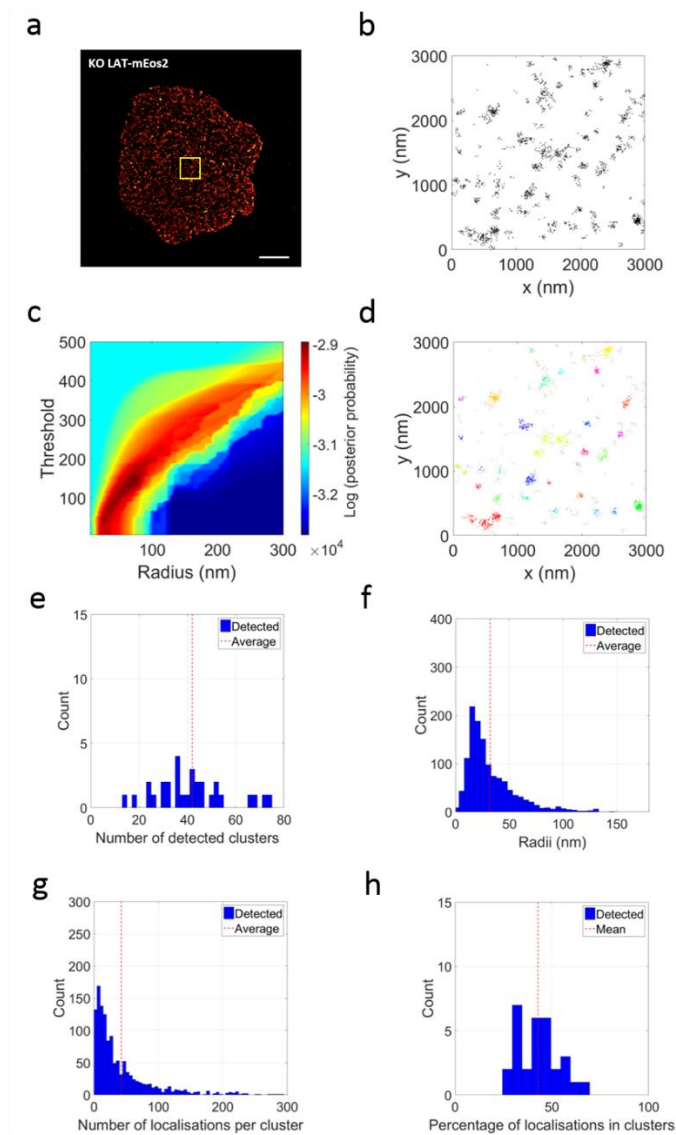 a
KO LAT-mEos2
b
3000
2000
1000
0
0 1000 2000 3000
y (nm)
x (nm)
c
500
400
300
200
100
100 200 300
Threshold
Radius (nm)
-2.9
-3
-3.1
-3.2
×10⁴
Log (posterior probability)
d
3000
2000
1000
0
0 1000 2000 3000
y (nm)
x (nm)
e
15
10
5
0
0 20 40 60 80
Count
Number of detected clusters
Detected
Average
f
400
300
200
100
0
0 50 100 150
Count
Radii (nm)
Detected
Average
g
300
250
200
150
100
50
0
0 100 200 300
Count
Number of localisations per cluster
Detected
Average
h
15
10
5
0
0 50 100
Count
Percentage of localisations in clusters
Detected
Mean